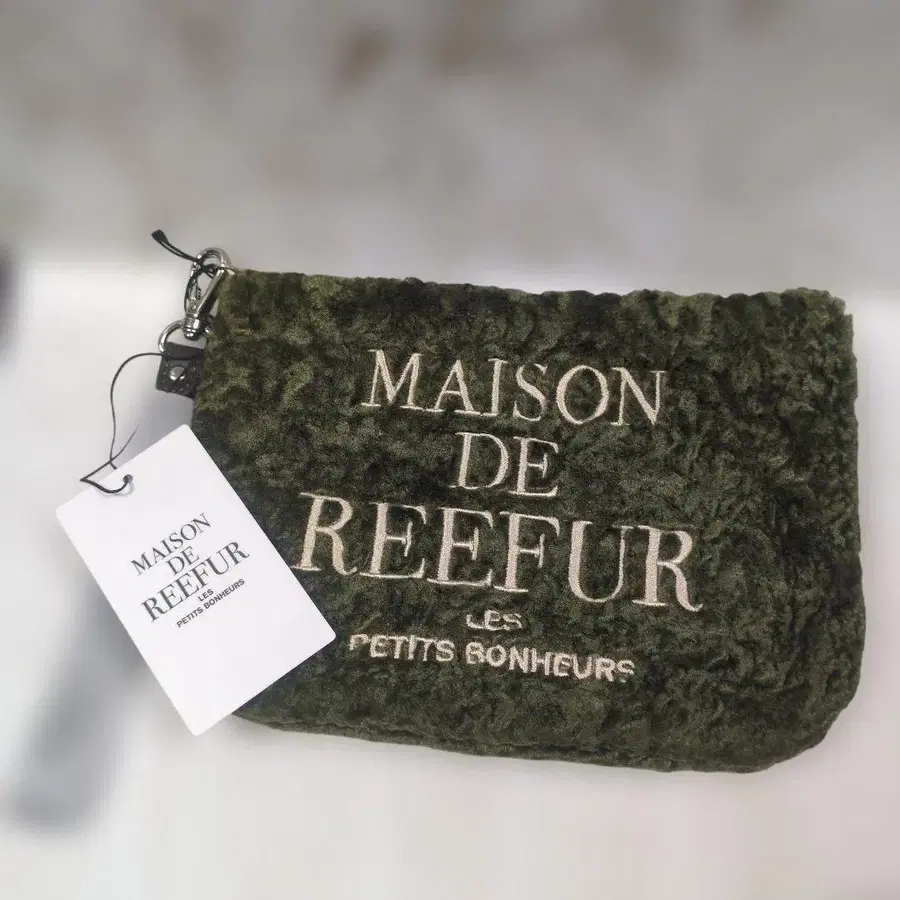 MAISON
DE
REEFUR
LES
PETITS BONHEURS
MAISON
DE
REEFUR
LES
PETITS BONHEURS